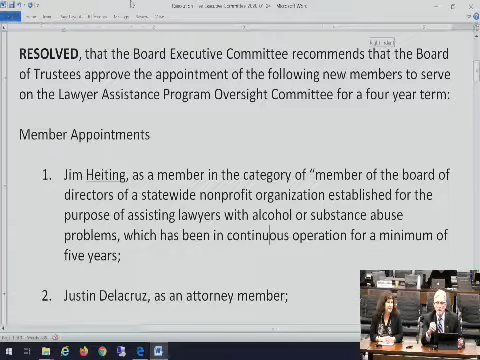 RESOLVED, that the Board Executive Committee recommends that the Board
of Trustees approve the appointment of the following new members to serve
on the Lawyer Assistance Program Oversight Committee for a four year term:
Member Appointments
1. Jim Heiting, as a member in the category of “member of the board of
directors of a statewide nonprofit organization established for the
purpose of assisting lawyers with alcohol or substance abuse
problems, which has been in continuous operation for a minimum of
five years;
2. Justin Delacruz, as an attorney member;